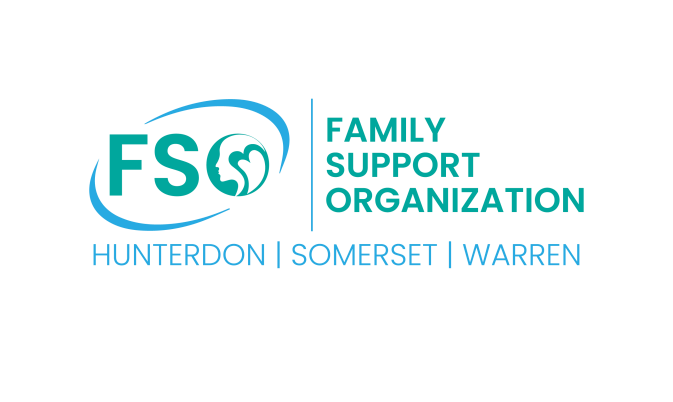 FSO
FAMILY
SUPPORT
ORGANIZATION
HUNTERDON | SOMERSET | WARREN